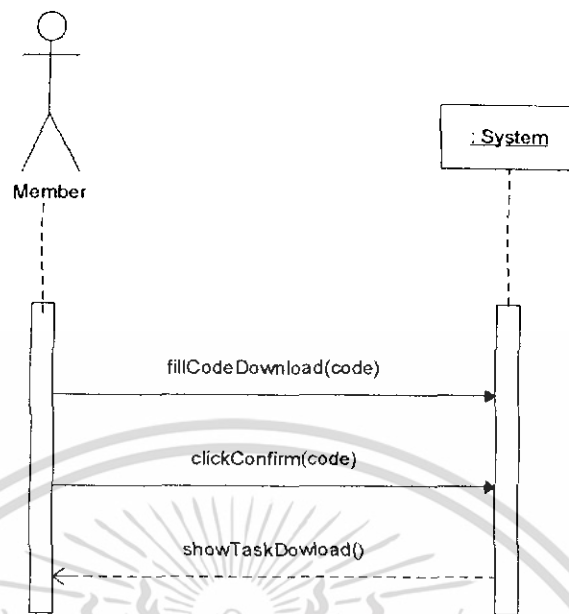 : System
Member
fillCodeDownload(code)
clickConfirm(code)
showTaskDowload()